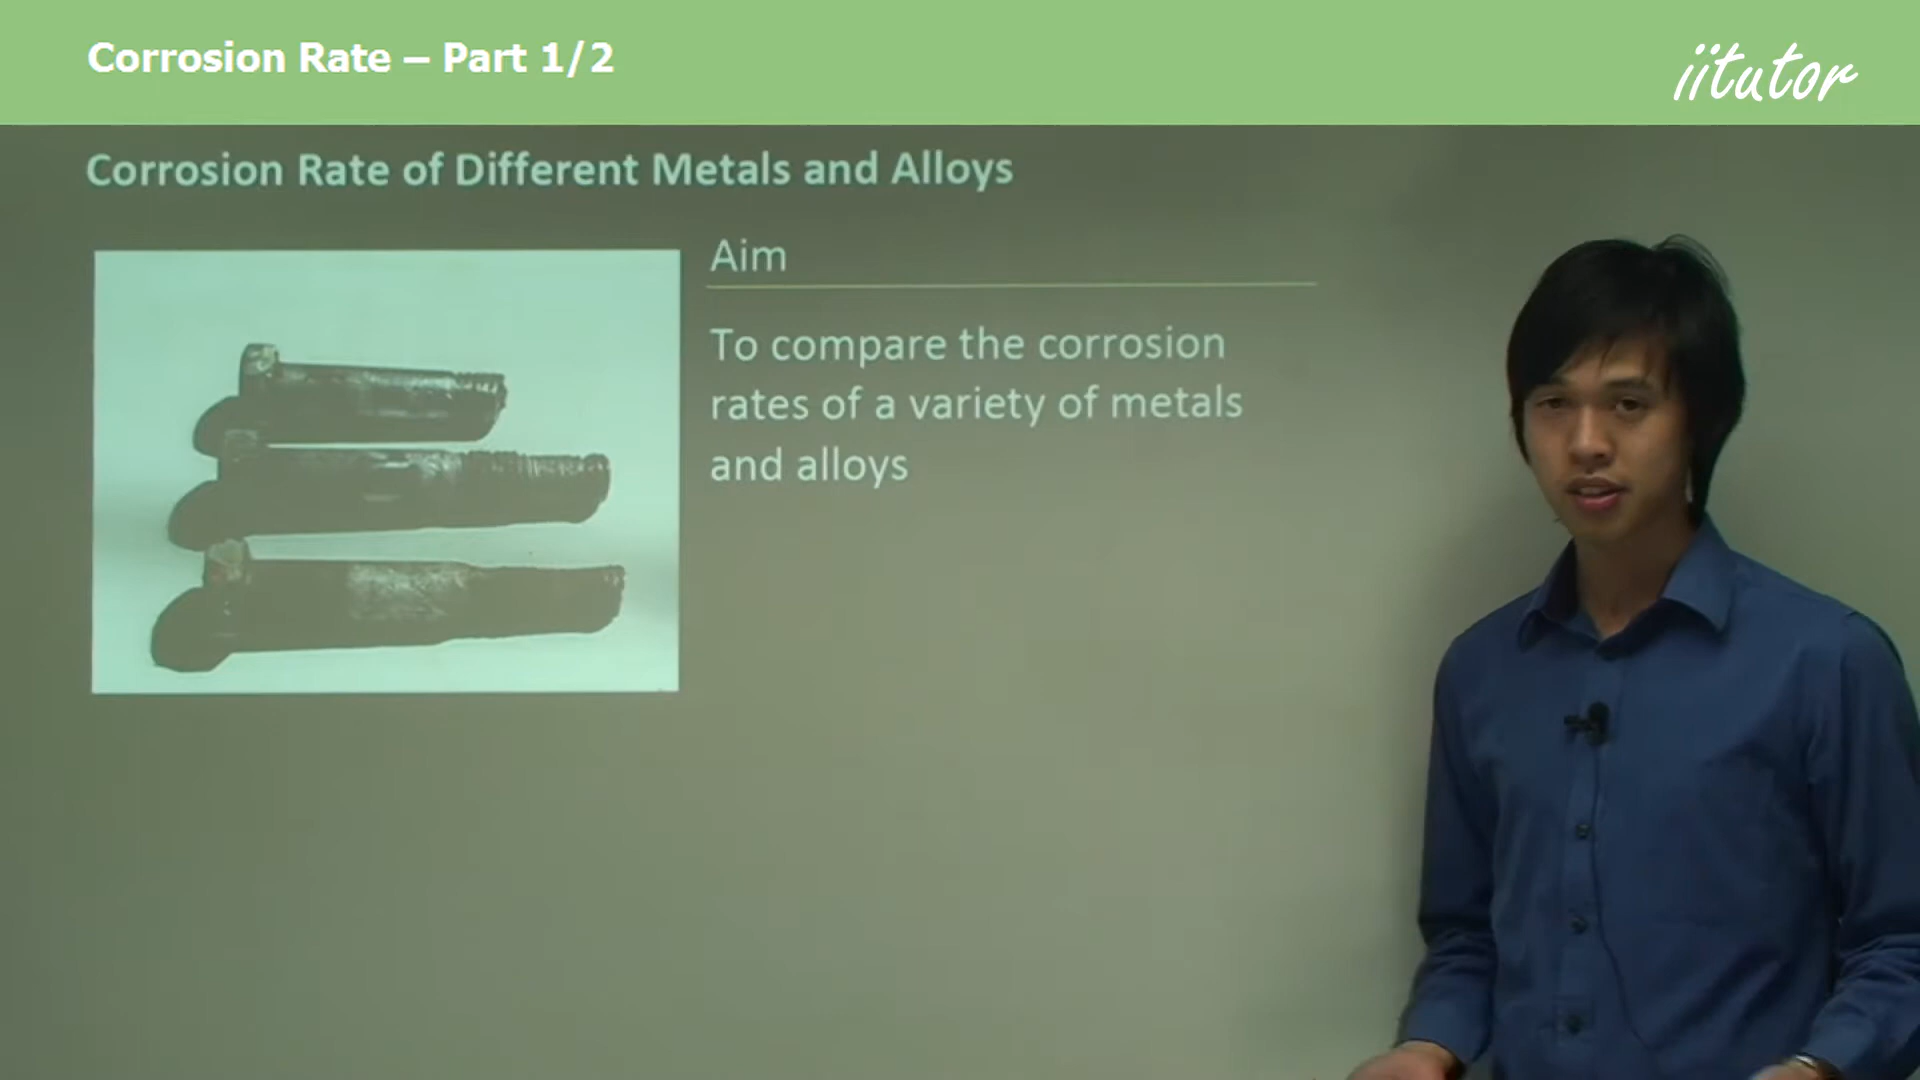 Corrosion Rate – Part 1/2
iitutor
Corrosion Rate of Different Metals and Alloys
Aim
To compare the corrosion
rates of a variety of metals
and alloys